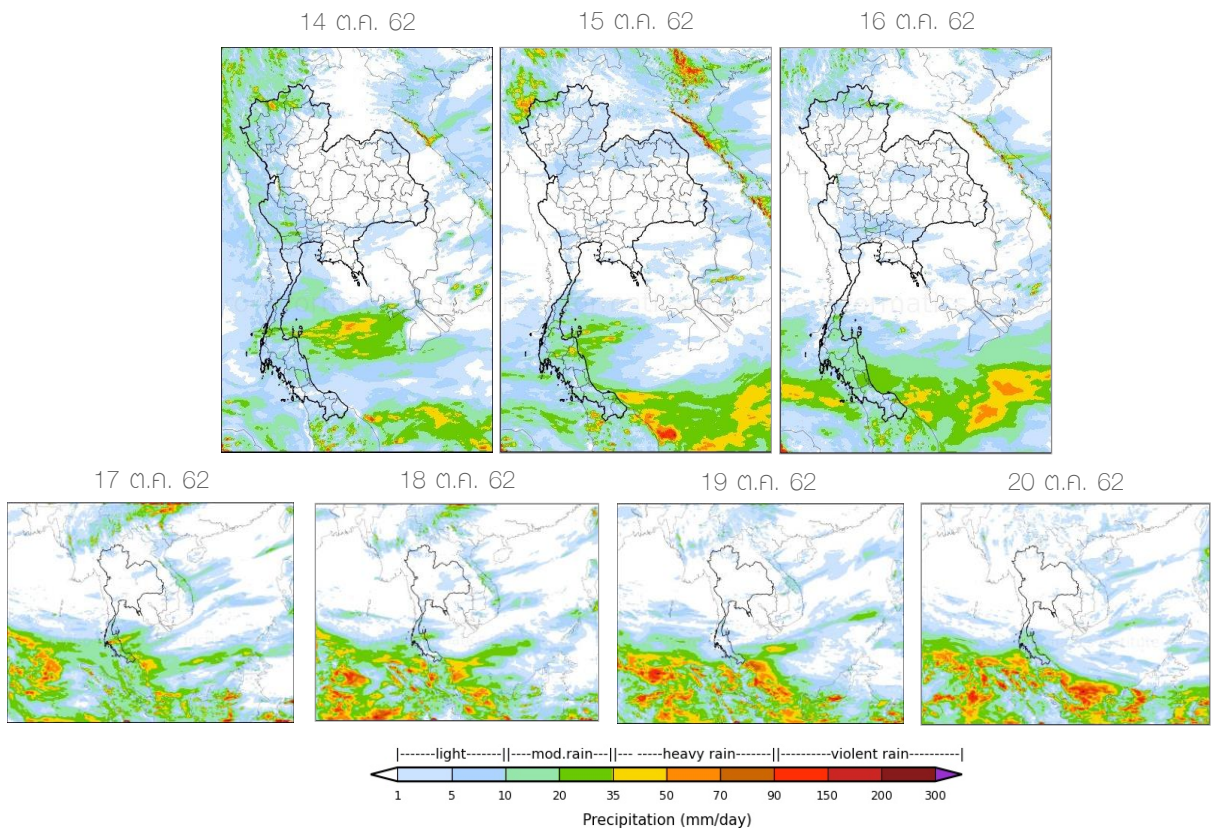 14 ต.ค. 62
15 ต.ค. 62
16 ต.ค. 62
17 ต.ค. 62
18 ต.ค. 62
19 ต.ค. 62
20 ต.ค. 62
|-------light-------||----mod.rain---||--- -----heavy rain-------||---------violent rain--------|
1 5 10 20 35 50 70 90 150 200 300
Precipitation (mm/day)